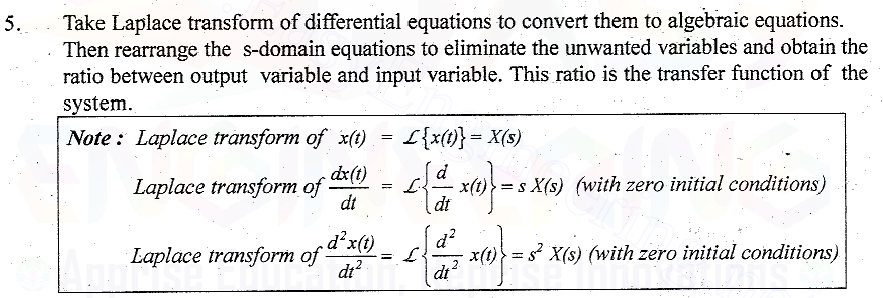 5. Take Laplace transform of differential equations to convert them to algebraic equations.
Then rearrange the s-domain equations to eliminate the unwanted variables and obtain the
ratio between output variable and input variable. This ratio is the transfer function of the
system.
Note : Laplace transform of x(t) = ℒ{x(t)} = X(s)
Laplace transform of dx(t)/dt = ℒ{d/dt x(t)} = s X(s) (with zero initial conditions)
Laplace transform of d²x(t)/dt² = ℒ{d²/dt² x(t)} = s² X(s) (with zero initial conditions)